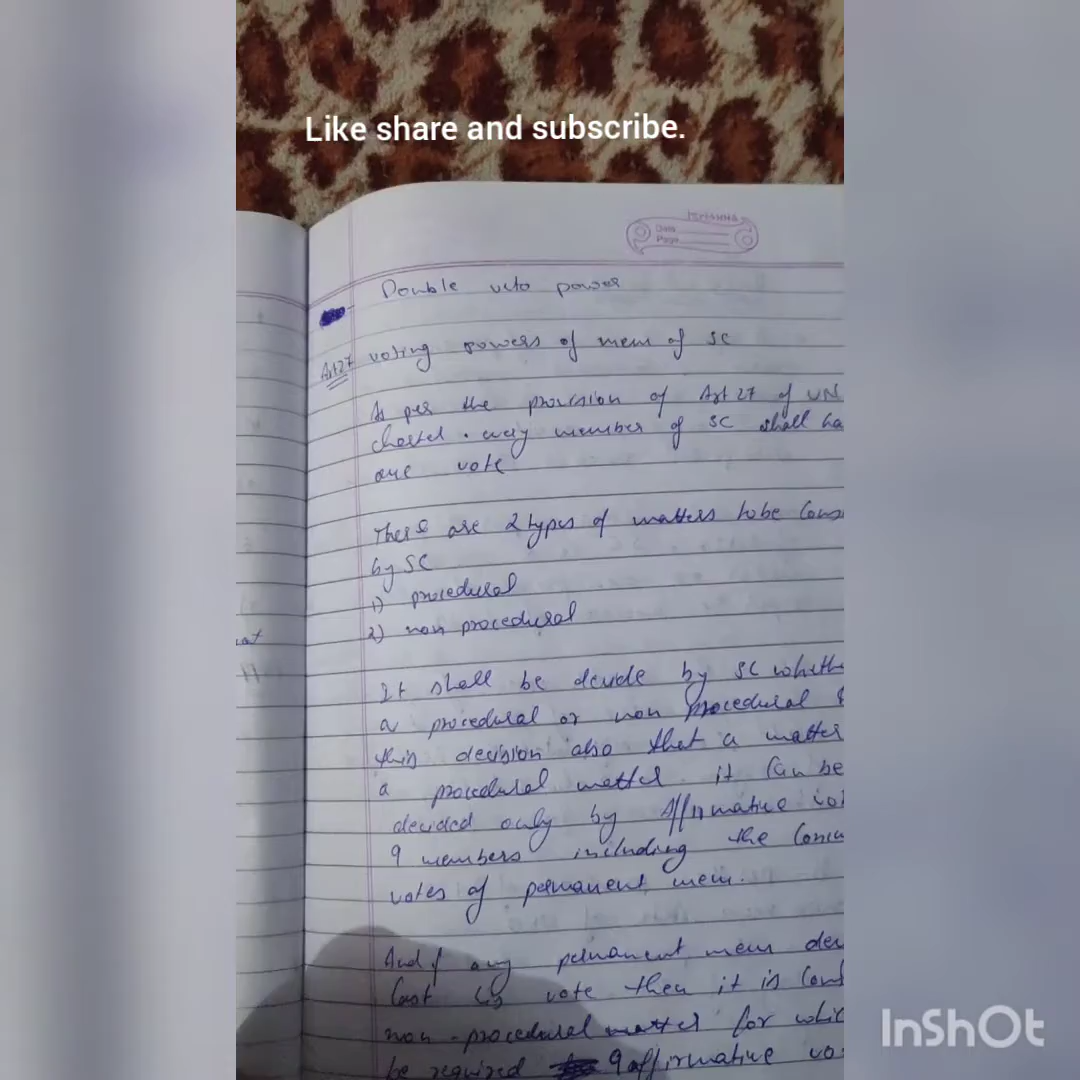 Like share and subscribe.
Date
Page
Double veto power
Art 27 voting powers of mem of SC
As per the provision of Art 27 of UN
charter. every member of SC shall ha
one vote
There are 2 types of matters to be Cons
by SC
1) procedural
2) non procedural
It shall be decide by SC wheth
a procedural or non procedural &
this decision also that a matter
a procedural matter it can be
decided only by Affirmative vot
9 members including the Concu
votes of permanent mem.
And if any permanent mem
Cast his vote then it is Cons
non-procedural matter for whic
be required 9 affirmative vo
InShOt